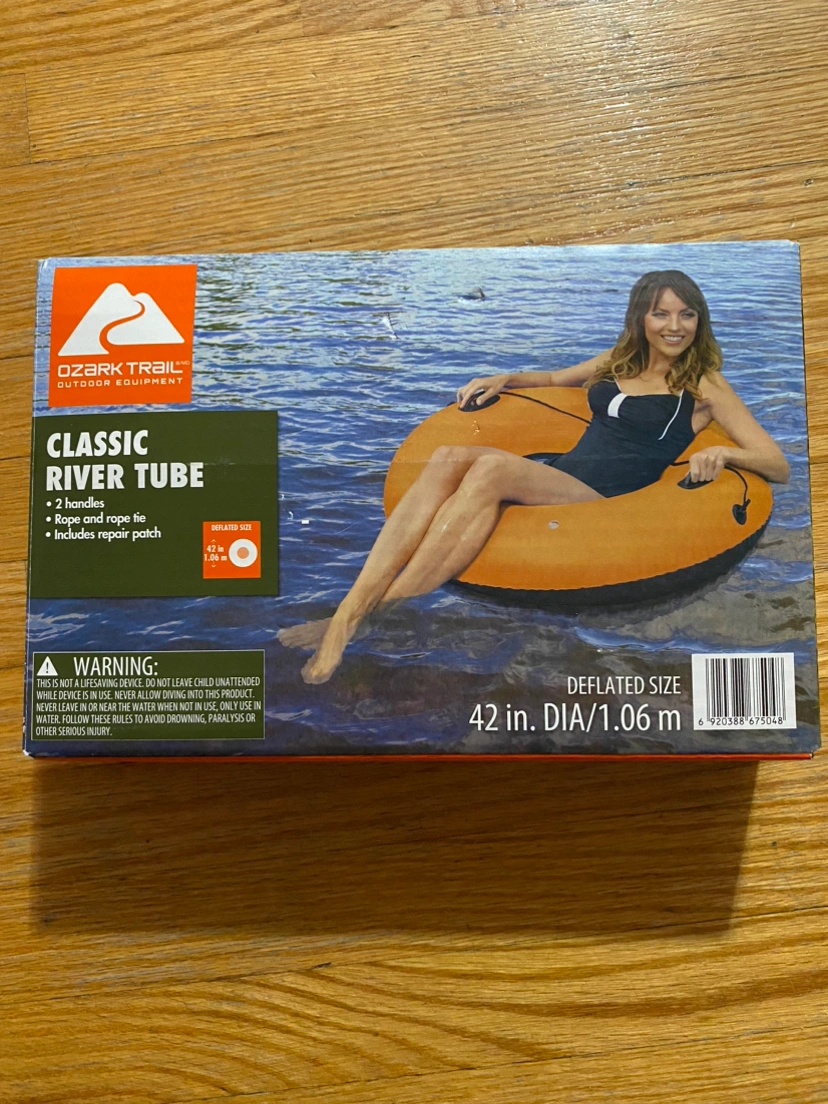 OZARK TRAIL
OUTDOOR EQUIPMENT
CLASSIC
RIVER TUBE
• 2 handles
• Rope and rope tie
• Includes repair patch
DEFLATED SIZE
42 in
1.06 m
WARNING:
THIS IS NOT A LIFESAVING DEVICE. DO NOT LEAVE CHILD UNATTENDED
WHILE DEVICE IS IN USE. NEVER ALLOW DIVING INTO THIS PRODUCT.
NEVER LEAVE IN OR NEAR THE WATER WHEN NOT IN USE, ONLY USE IN
WATER. FOLLOW THESE RULES TO AVOID DROWNING, PARALYSIS OR
OTHER SERIOUS INJURY.
DEFLATED SIZE
42 in. DIA/1.06 m
6 920388 675048